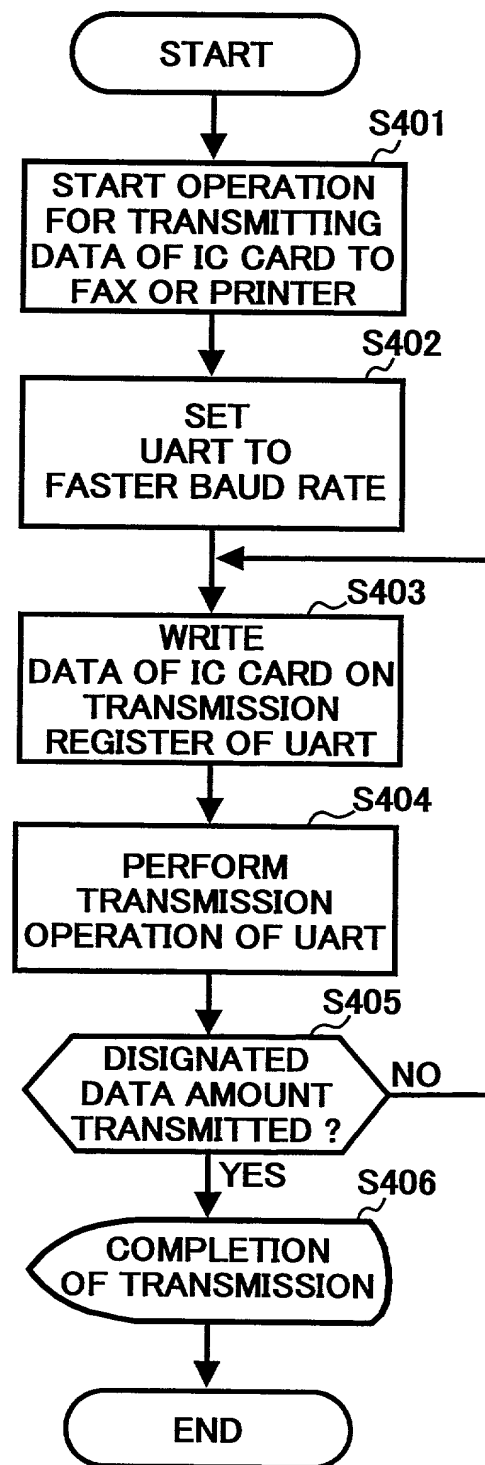 START
S401
START OPERATION
FOR TRANSMITTING
DATA OF IC CARD TO
FAX OR PRINTER
S402
SET
UART TO
FASTER BAUD RATE
S403
WRITE
DATA OF IC CARD ON
TRANSMISSION
REGISTER OF UART
S404
PERFORM
TRANSMISSION
OPERATION OF UART
S405
DISIGNATED
DATA AMOUNT
TRANSMITTED ?
NO
YES
S406
COMPLETION
OF TRANSMISSION
END